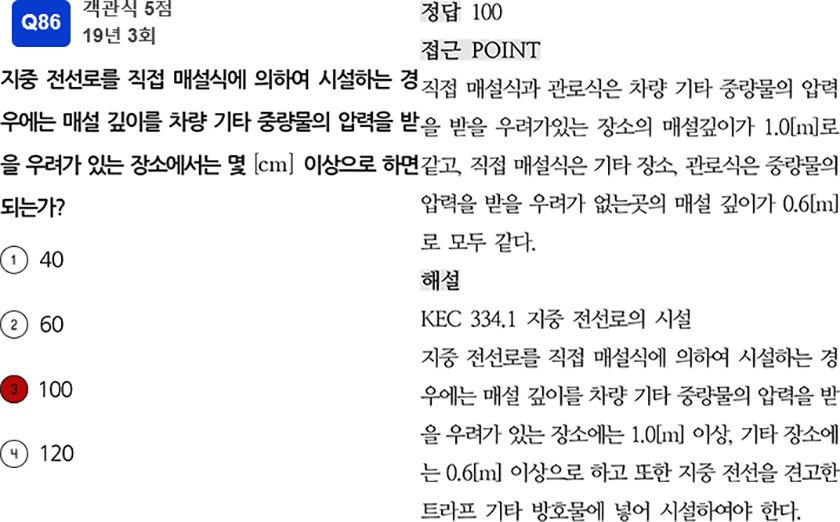 Q86
객관식 5점
19년 3회
지중 전선로를 직접 매설식에 의하여 시설하는 경
우에는 매설 깊이를 차량 기타 중량물의 압력을 받
을 우려가 있는 장소에서는 몇 [cm] 이상으로 하면
되는가?
1 40
2 60
3 100
4 120
정답 100
접근 POINT
직접 매설식과 관로식은 차량 기타 중량물의 압력
을 받을 우려가있는 장소의 매설깊이가 1.0[m]로
같고, 직접 매설식은 기타 장소, 관로식은 중량물의
압력을 받을 우려가 없는곳의 매설 깊이가 0.6[m]
로 모두 같다.
해설
KEC 334.1 지중 전선로의 시설
지중 전선로를 직접 매설식에 의하여 시설하는 경
우에는 매설 깊이를 차량 기타 중량물의 압력을 받
을 우려가 있는 장소에는 1.0[m] 이상, 기타 장소에
는 0.6[m] 이상으로 하고 또한 지중 전선을 견고한
트라프 기타 방호물에 넣어 시설하여야 한다.